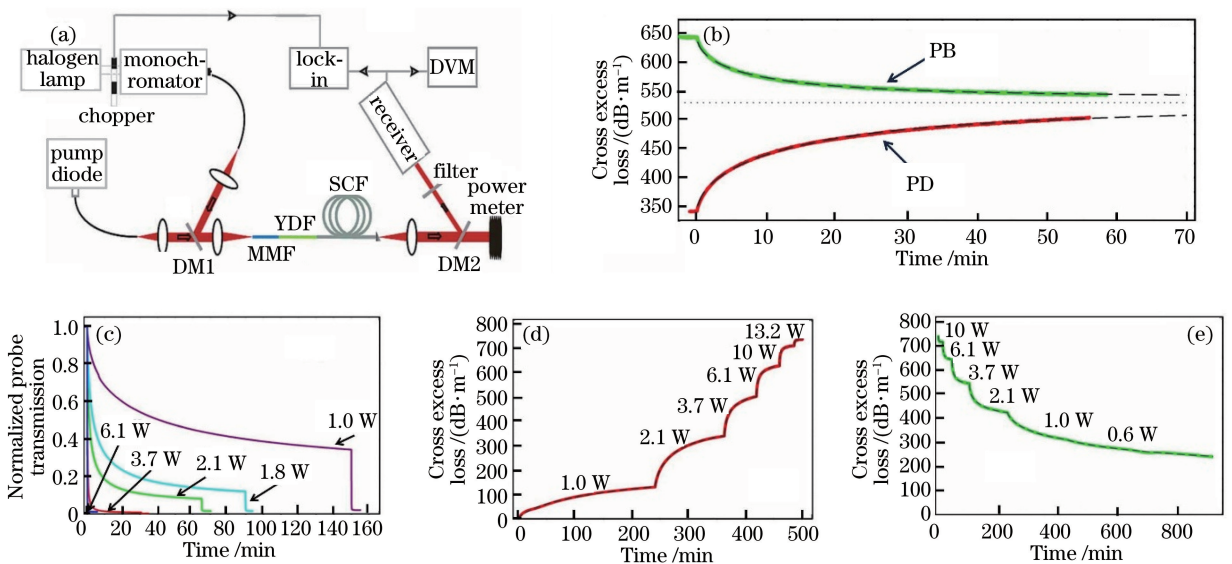 (a)
halogen
lamp
monoch-
romator
lock-
in
DVM
chopper
receiver
pump
diode
filter
power
meter
SCF
YDF
MMF
DM1
DM2
(b)
650
600
550
500
450
400
350
Cross excess
loss /(dB·m⁻¹)
PB
PD
0 10 20 30 40 50 60 70
Time /min
(c)
1.0
0.8
0.6
0.4
0.2
0
Normalized probe
transmission
6.1 W
3.7 W
2.1 W
1.8 W
1.0 W
0 20 40 60 80 100 120 140 160
Time /min
(d)
800
700
600
500
400
300
200
100
0
Cross excess
loss /(dB·m⁻¹)
13.2 W
10 W
6.1 W
3.7 W
2.1 W
1.0 W
0 100 200 300 400 500
Time /min
(e)
800
700
600
500
400
300
200
100
0
Cross excess
loss /(dB·m⁻¹)
10 W
6.1 W
3.7 W
2.1 W
1.0 W
0.6 W
0 200 400 600 800
Time /min